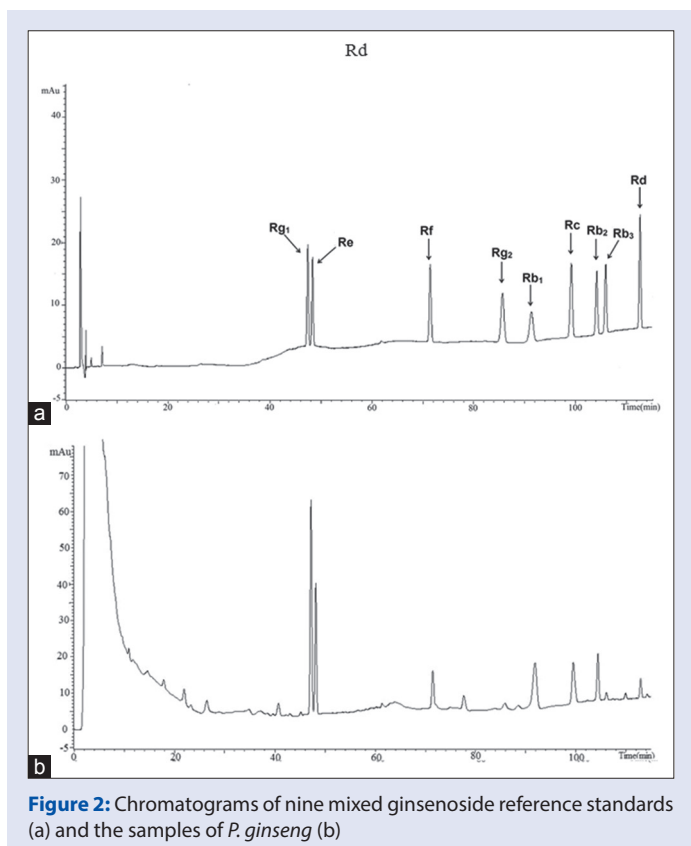 Rd
mAu
40
30
20
10
0
-5
Rg1
Re
Rf
Rg2
Rb1
Rc
Rb2
Rb3
Rd
0 20 40 60 80 100 Time(min)
a
mAu
70
60
50
40
30
20
10
0
-5
0 20 40 60 80 100 Time(min)
b
Figure 2: Chromatograms of nine mixed ginsenoside reference standards
(a) and the samples of P. ginseng (b)